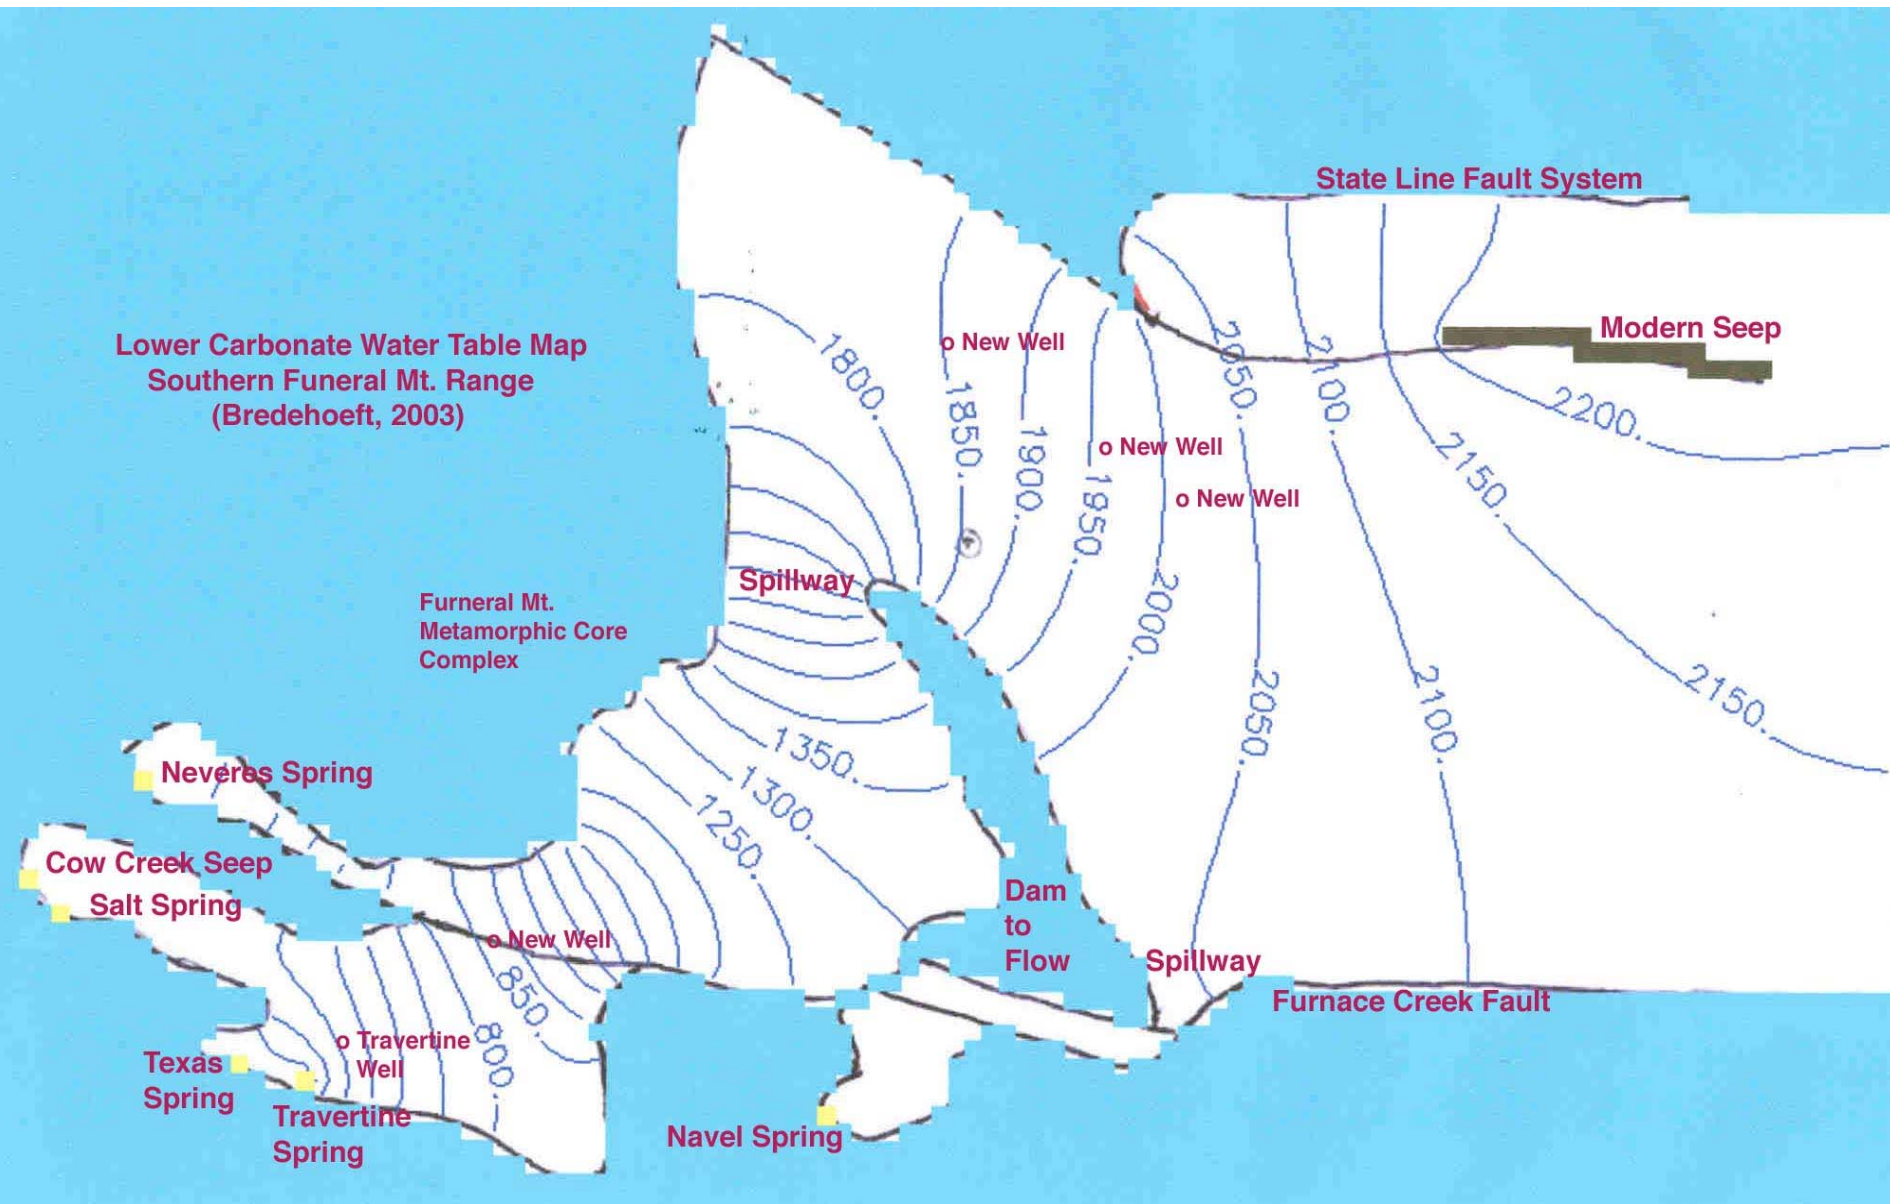 State Line Fault System
Modern Seep
Lower Carbonate Water Table Map
Southern Funeral Mt. Range
(Bredehoeft, 2003)
o New Well
1800.
1850.
1900.
1950.
2000.
2050.
2100.
2150.
2200.
o New Well
o New Well
Spillway
Furneral Mt.
Metamorphic Core
Complex
2050.
2100.
2150.
1350.
1300.
1250.
Neveres Spring
Cow Creek Seep
Salt Spring
o New Well
850.
800.
Dam
to
Flow
Spillway
Furnace Creek Fault
o Travertine
Well
Texas
Spring
Travertine
Spring
Navel Spring